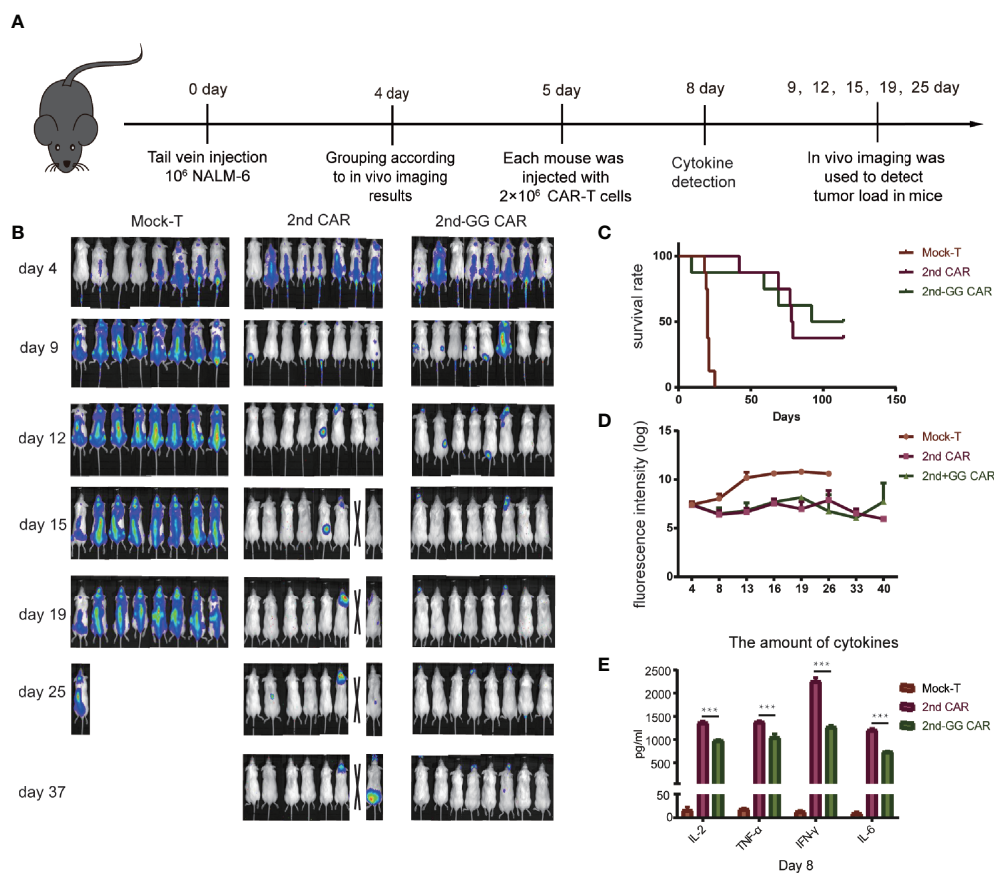 A
0 day
4 day
5 day
8 day
9, 12, 15, 19, 25 day
Tail vein injection
10⁶ NALM-6
Grouping according
to in vivo imaging
results
Each mouse was
injected with
2×10⁶ CAR-T cells
Cytokine
detection
In vivo imaging was
used to detect
tumor load in mice
B
Mock-T
2nd CAR
2nd-GG CAR
day 4
day 9
day 12
day 15
day 19
day 25
day 37
C
survival rate
100
50
0
0
50
100
150
Days
Mock-T
2nd CAR
2nd-GG CAR
D
fluorescence intensity (log)
15
10
5
0
4
8
13
16
19
26
33
40
Mock-T
2nd CAR
2nd+GG CAR
The amount of cytokines
E
pg/ml
2500
2000
1500
1000
500
50
0
***
***
***
***
IL-2
TNF-α
IFN-γ
IL-6
Day 8
Mock-T
2nd CAR
2nd-GG CAR